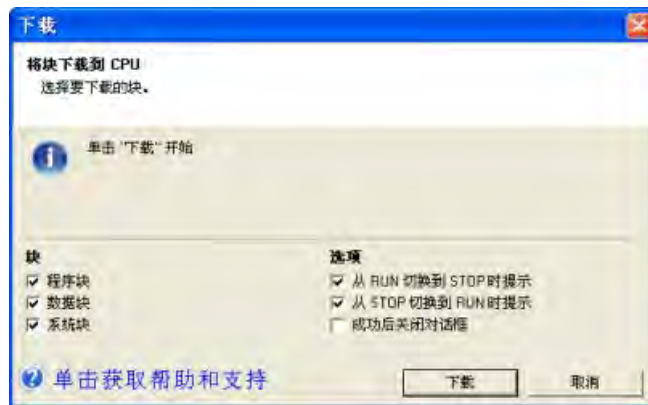 下载
将块下载到 CPU
选择要下载的块。
单击 "下载" 开始
块
程序块
数据块
系统块
选项
从 RUN 切换到 STOP 时提示
从 STOP 切换到 RUN 时提示
成功后关闭对话框
单击获取帮助和支持
下载
取消